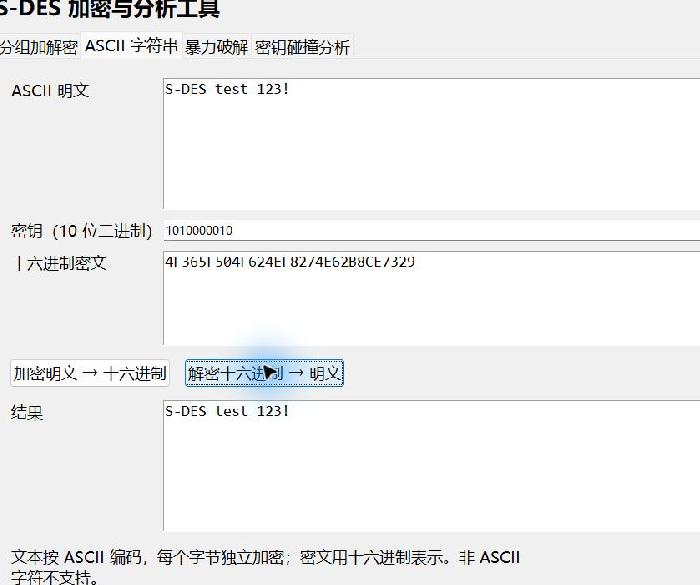 S-DES 加密与分析工具
分组加解密 ASCII 字符串 暴力破解 密钥碰撞分析
ASCII 明文
S-DES test 123!
密钥（10 位二进制）
1010000010
十六进制密文
4F365F504F624EF8274E62B8CE7329
加密明文 → 十六进制 解密十六进制 → 明文
结果
S-DES test 123!
文本按 ASCII 编码，每个字节独立加密；密文用十六进制表示。非 ASCII
字符不支持。